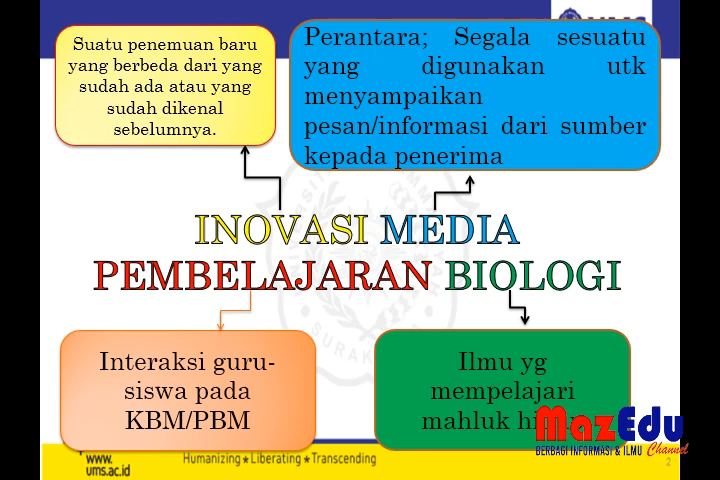 UMS
Suatu penemuan baru
yang berbeda dari yang
sudah ada atau yang
sudah dikenal
sebelumnya.
Perantara; Segala sesuatu
yang digunakan utk
menyampaikan
pesan/informasi dari sumber
kepada penerima
INOVASI MEDIA
PEMBELAJARAN BIOLOGI
Interaksi guru-
siswa pada
KBM/PBM
Ilmu yg
mempelajari
mahluk
MazEdu
BERBAGI INFORMASI & ILMU Channel
www.
ums.ac.id
Humanizing ★ Liberating ★ Transcending
2